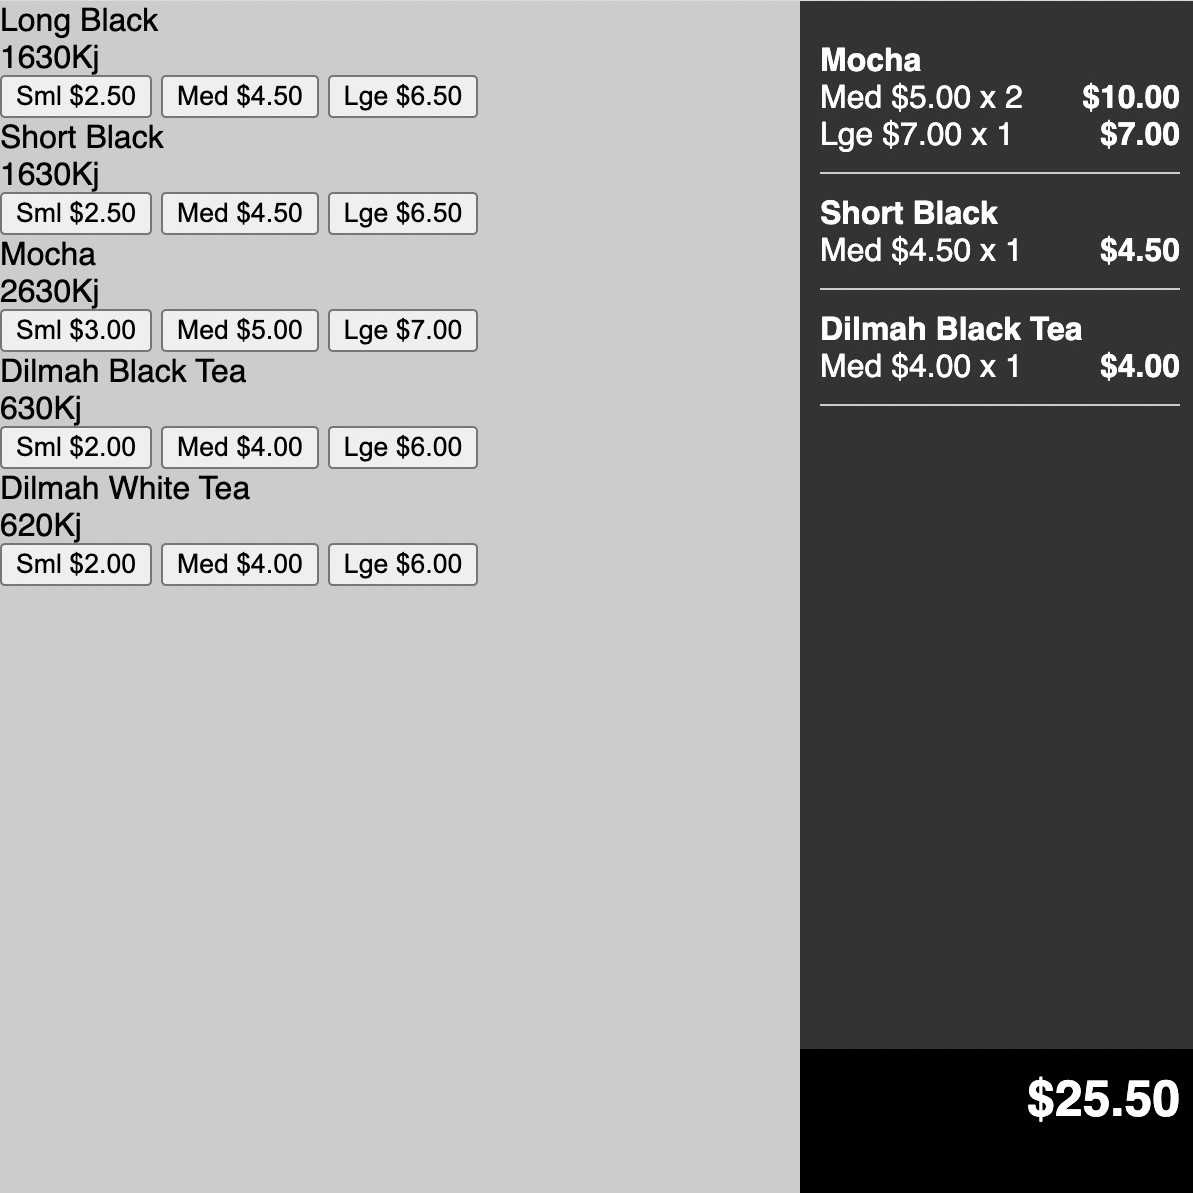 Long Black
1630Kj
Sml $2.50 Med $4.50 Lge $6.50
Short Black
1630Kj
Sml $2.50 Med $4.50 Lge $6.50
Mocha
2630Kj
Sml $3.00 Med $5.00 Lge $7.00
Dilmah Black Tea
630Kj
Sml $2.00 Med $4.00 Lge $6.00
Dilmah White Tea
620Kj
Sml $2.00 Med $4.00 Lge $6.00
Mocha
Med $5.00 x 2 $10.00
Lge $7.00 x 1 $7.00
Short Black
Med $4.50 x 1 $4.50
Dilmah Black Tea
Med $4.00 x 1 $4.00
$25.50